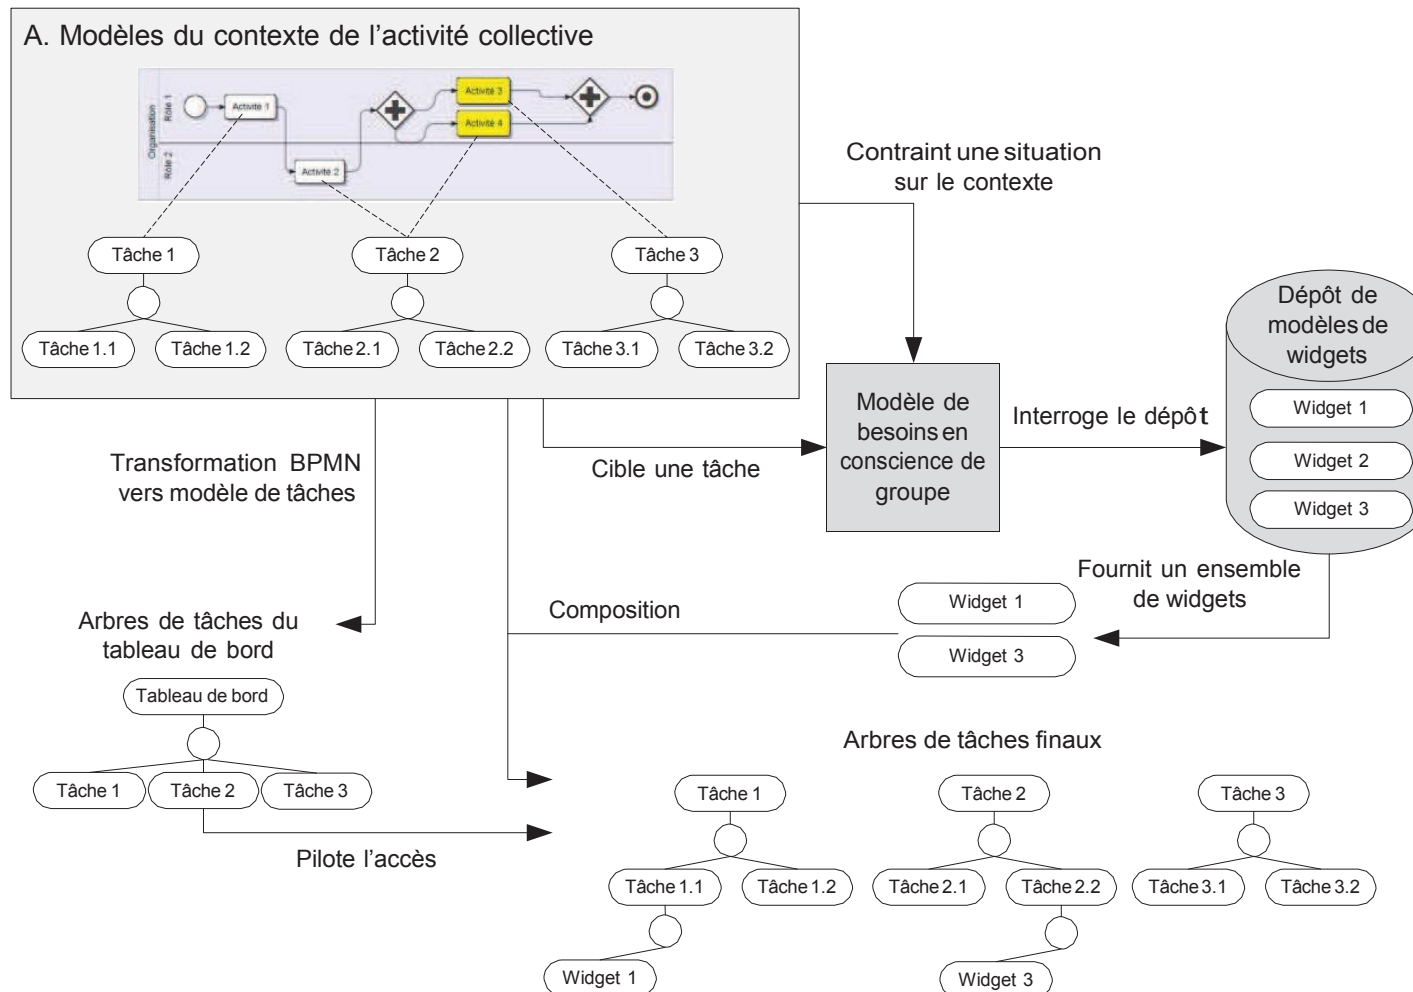 A. Modèles du contexte de l’activité collective
Organisation
Rôle 1
Rôle 2
Activité 1
Activité 2
Activité 3
Activité 4
Tâche 1
Tâche 2
Tâche 3
Tâche 1.1
Tâche 1.2
Tâche 2.1
Tâche 2.2
Tâche 3.1
Tâche 3.2
Contraint une situation
sur le contexte
Dépôt de
modèles de
widgets
Widget 1
Widget 2
Widget 3
Modèle de
besoins en
conscience de
groupe
Interroge le dépôt
Cible une tâche
Transformation BPMN
vers modèle de tâches
Fournit un ensemble
de widgets
Widget 1
Widget 3
Composition
Arbres de tâches du
tableau de bord
Tableau de bord
Tâche 1
Tâche 2
Tâche 3
Pilote l’accès
Arbres de tâches finaux
Tâche 1
Tâche 2
Tâche 3
Tâche 1.1
Tâche 1.2
Tâche 2.1
Tâche 2.2
Tâche 3.1
Tâche 3.2
Widget 1
Widget 3